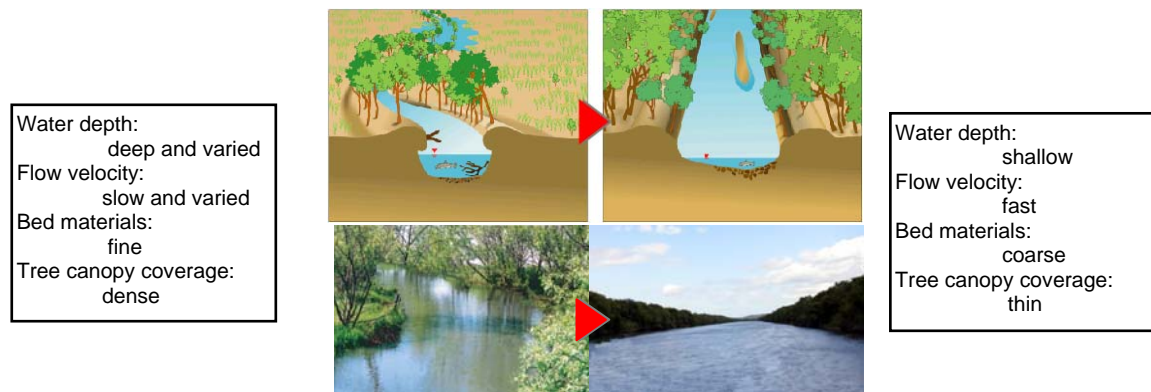 Water depth:
deep and varied
Flow velocity:
slow and varied
Bed materials:
fine
Tree canopy coverage:
dense
Water depth:
shallow
Flow velocity:
fast
Bed materials:
coarse
Tree canopy coverage:
thin